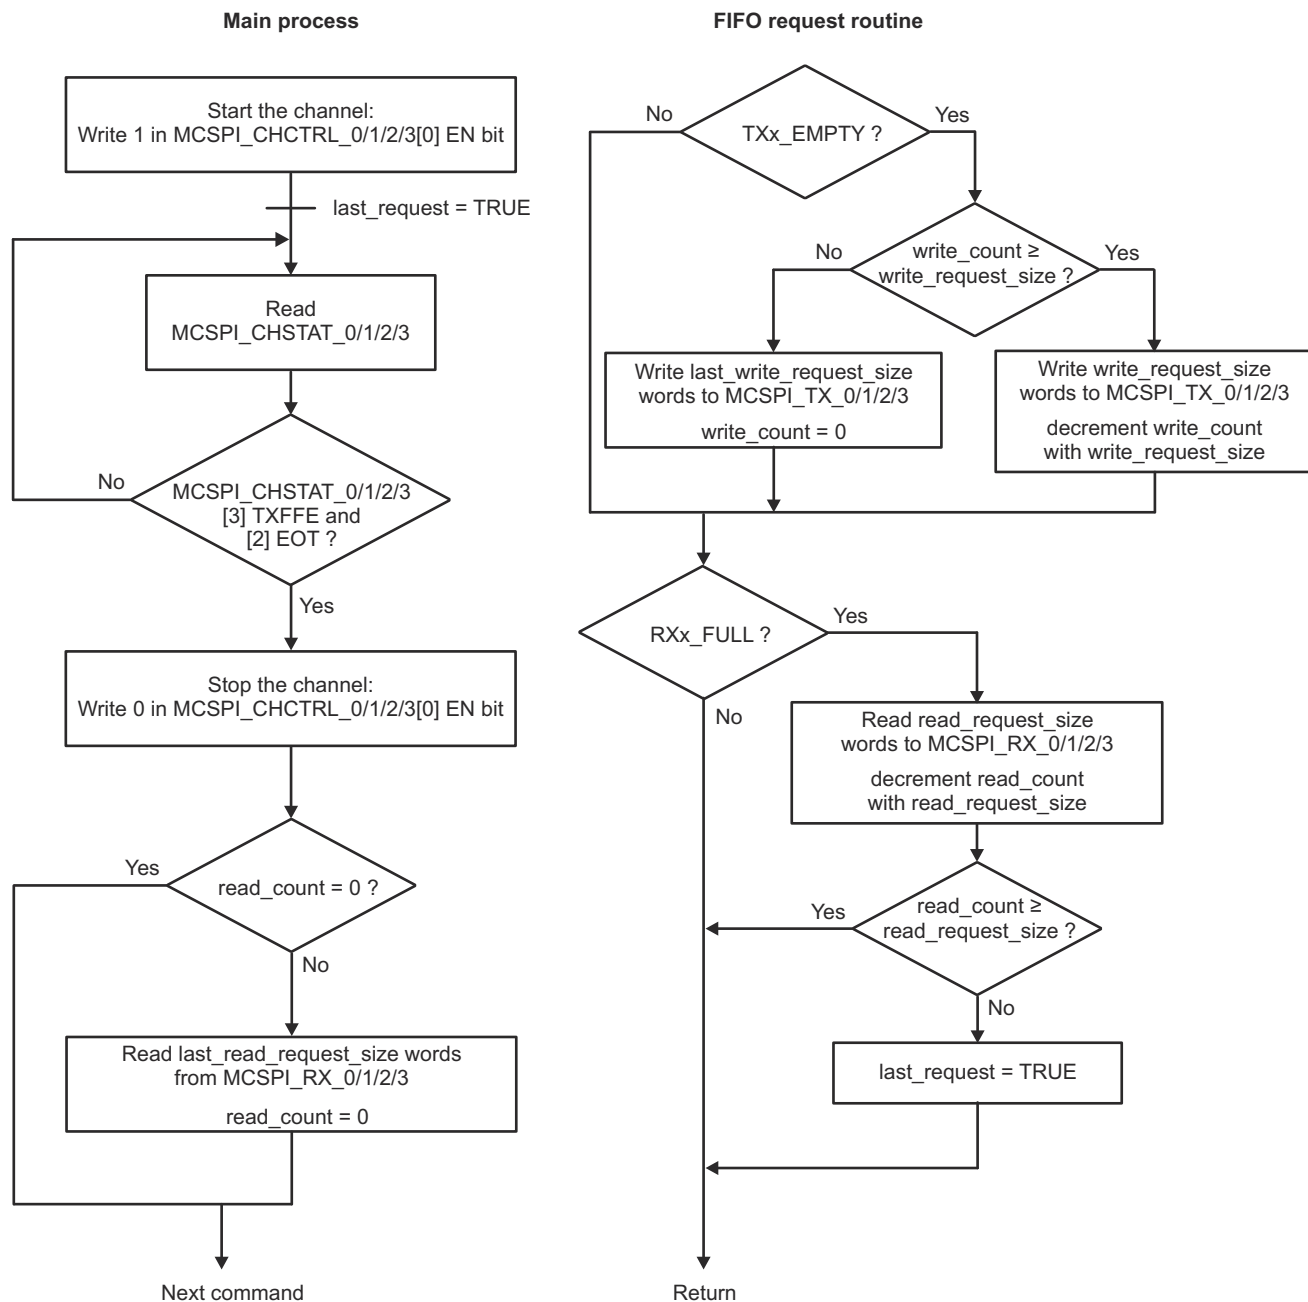 Main process
Start the channel:
Write 1 in MCSPI_CHCTRL_0/1/2/3[0] EN bit
last_request = TRUE
Read
MCSPI_CHSTAT_0/1/2/3
No
MCSPI_CHSTAT_0/1/2/3
[3] TXFFE and
[2] EOT ?
Yes
Stop the channel:
Write 0 in MCSPI_CHCTRL_0/1/2/3[0] EN bit
Yes
read_count = 0 ?
No
Read last_read_request_size words
from MCSPI_RX_0/1/2/3
read_count = 0
Next command
FIFO request routine
No
TXx_EMPTY ?
Yes
No
write_count ≥
write_request_size ?
Yes
Write last_write_request_size
words to MCSPI_TX_0/1/2/3
write_count = 0
Write write_request_size
words to MCSPI_TX_0/1/2/3
decrement write_count
with write_request_size
RXx_FULL ?
Yes
No
Read read_request_size
words to MCSPI_RX_0/1/2/3
decrement read_count
with read_request_size
Yes
read_count ≥
read_request_size ?
No
last_request = TRUE
Return